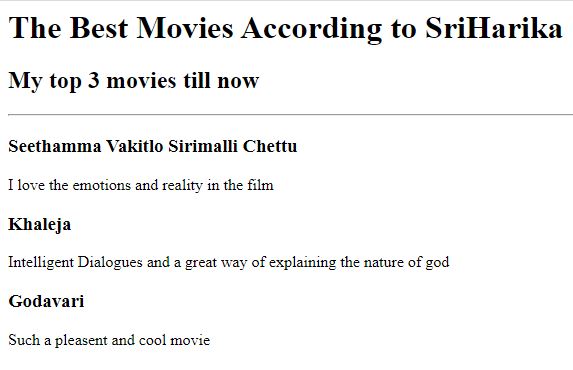 The Best Movies According to SriHarika
My top 3 movies till now
Seethamma Vakitlo Sirimalli Chettu
I love the emotions and reality in the film
Khaleja
Intelligent Dialogues and a great way of explaining the nature of god
Godavari
Such a pleasent and cool movie